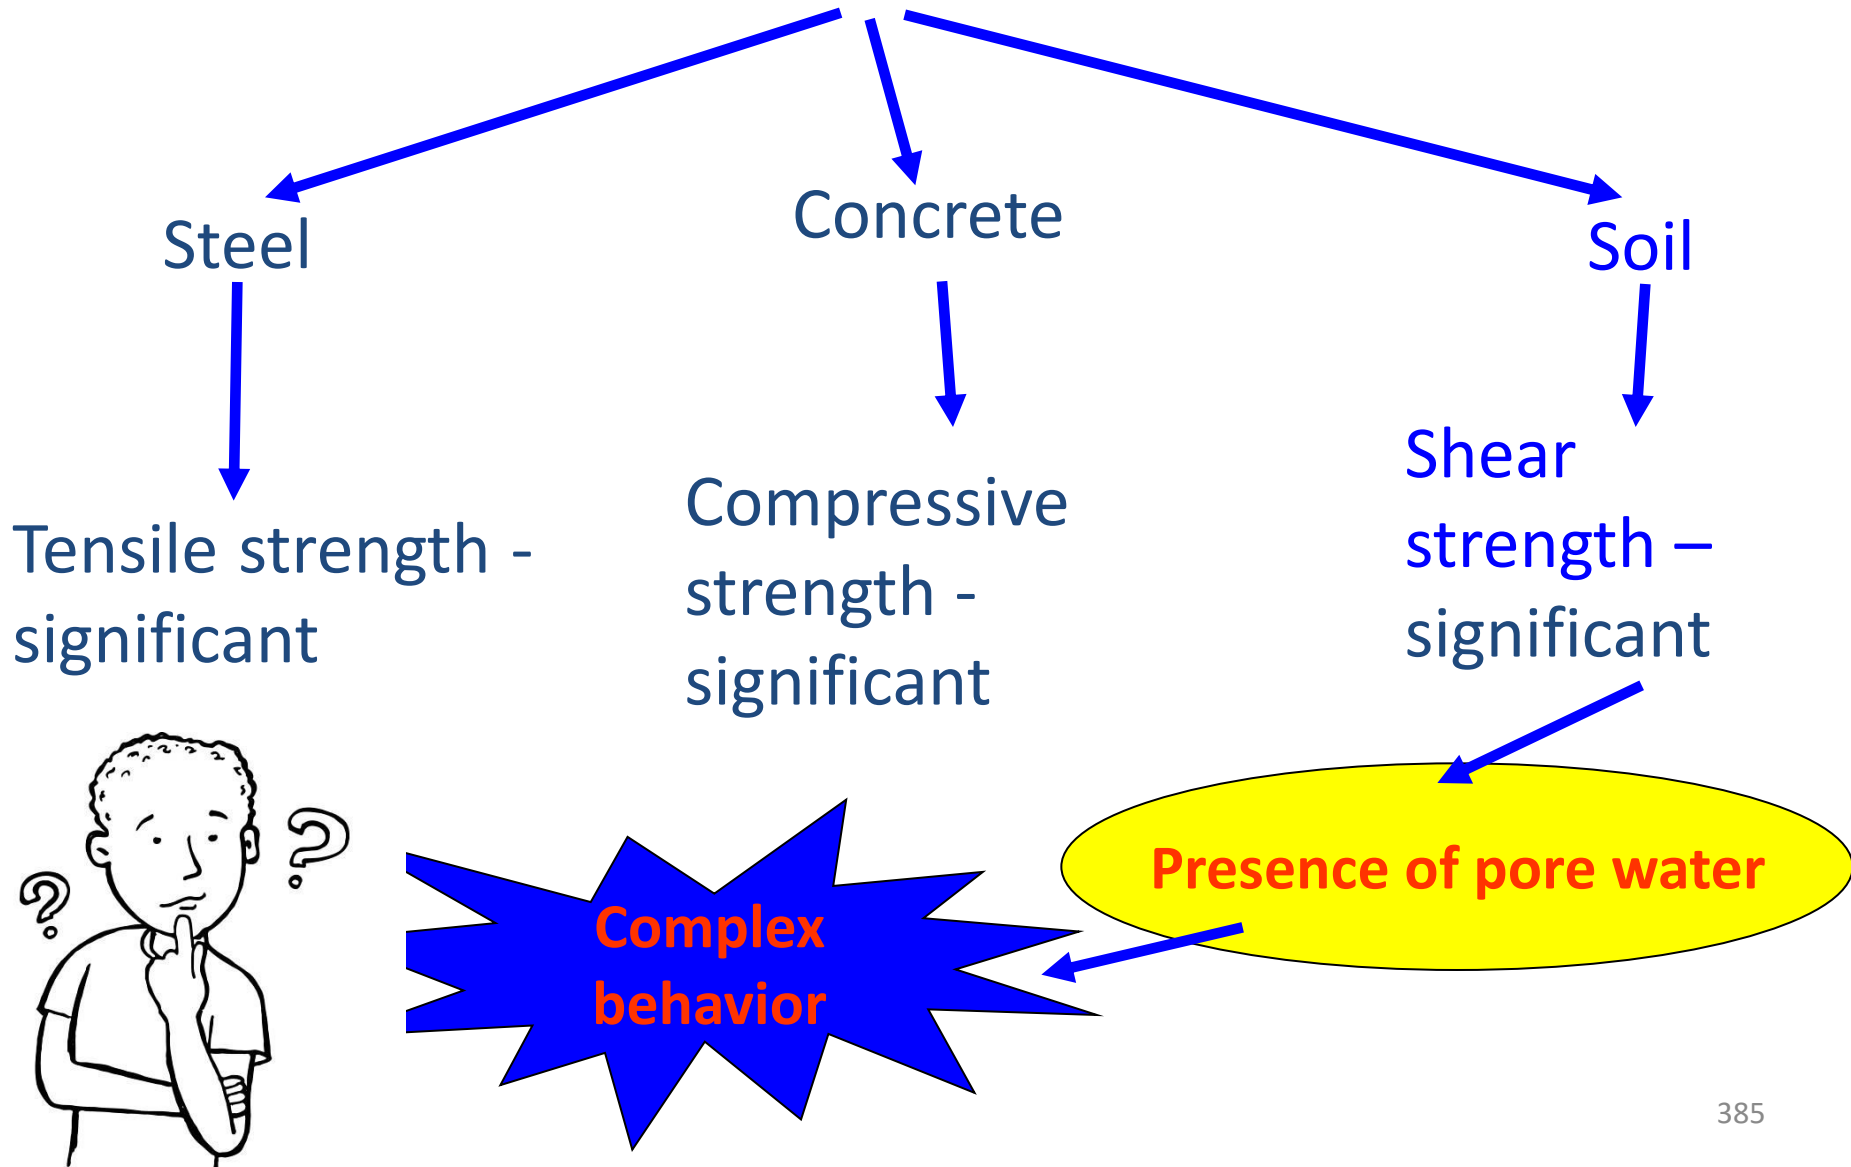 Steel
Concrete
Soil
Tensile strength -
significant
Compressive
strength -
significant
Shear
strength –
significant
Presence of pore water
Complex
behavior
?
?
385